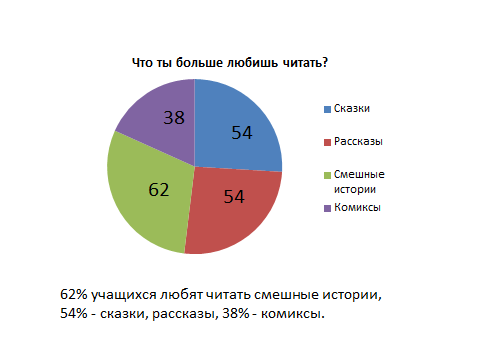 Что ты больше любишь читать?
38
54
62
54
Сказки
Рассказы
Смешные
истории
Комиксы
62% учащихся любят читать смешные истории,
54% - сказки, рассказы, 38% - комиксы.